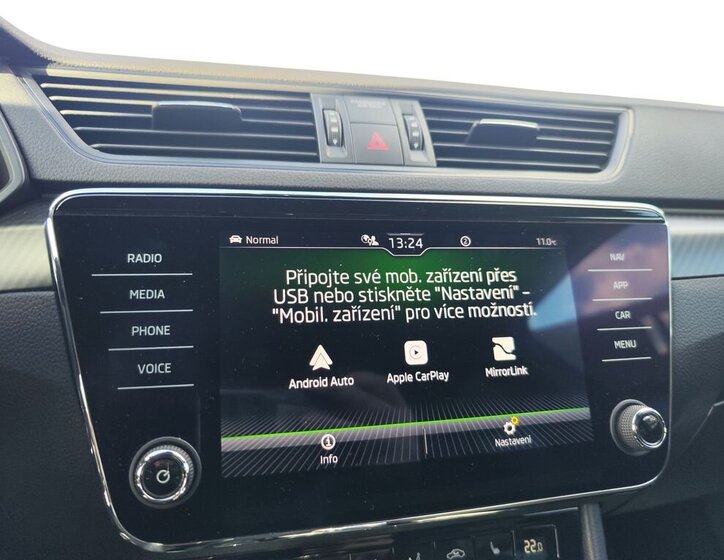 Normal
13:24
2
11.0°C
RADIO
MEDIA
PHONE
VOICE
NAV
APP
CAR
MENU
Připojte své mob. zařízení přes
USB nebo stiskněte "Nastavení" –
"Mobil. zařízení" pro více možností.
Android Auto
Apple CarPlay
MirrorLink
Info
Nastavení
22.0